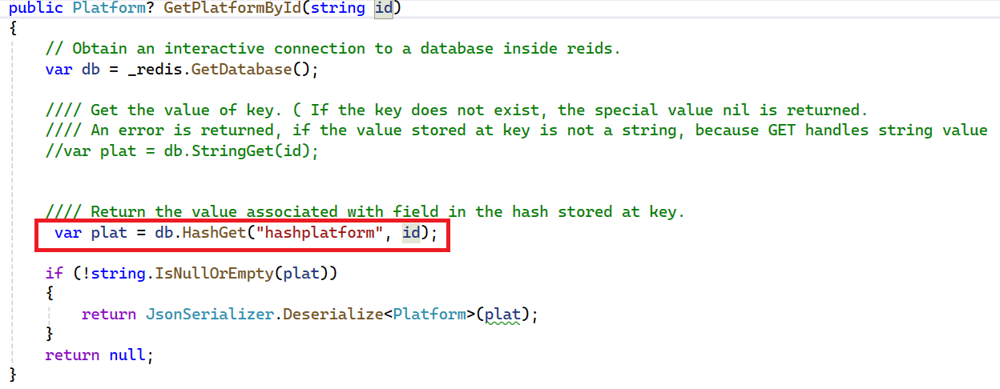 public Platform? GetPlatformById(string id)
{
// Obtain an interactive connection to a database inside reids.
var db = _redis.GetDatabase();
//// Get the value of key. ( If the key does not exist, the special value nil is returned.
//// An error is returned, if the value stored at key is not a string, because GET handles string value
//var plat = db.StringGet(id);
//// Return the value associated with field in the hash stored at key.
var plat = db.HashGet("hashplatform", id);
if (!string.IsNullOrEmpty(plat))
{
return JsonSerializer.Deserialize<Platform>(plat);
}
return null;
}